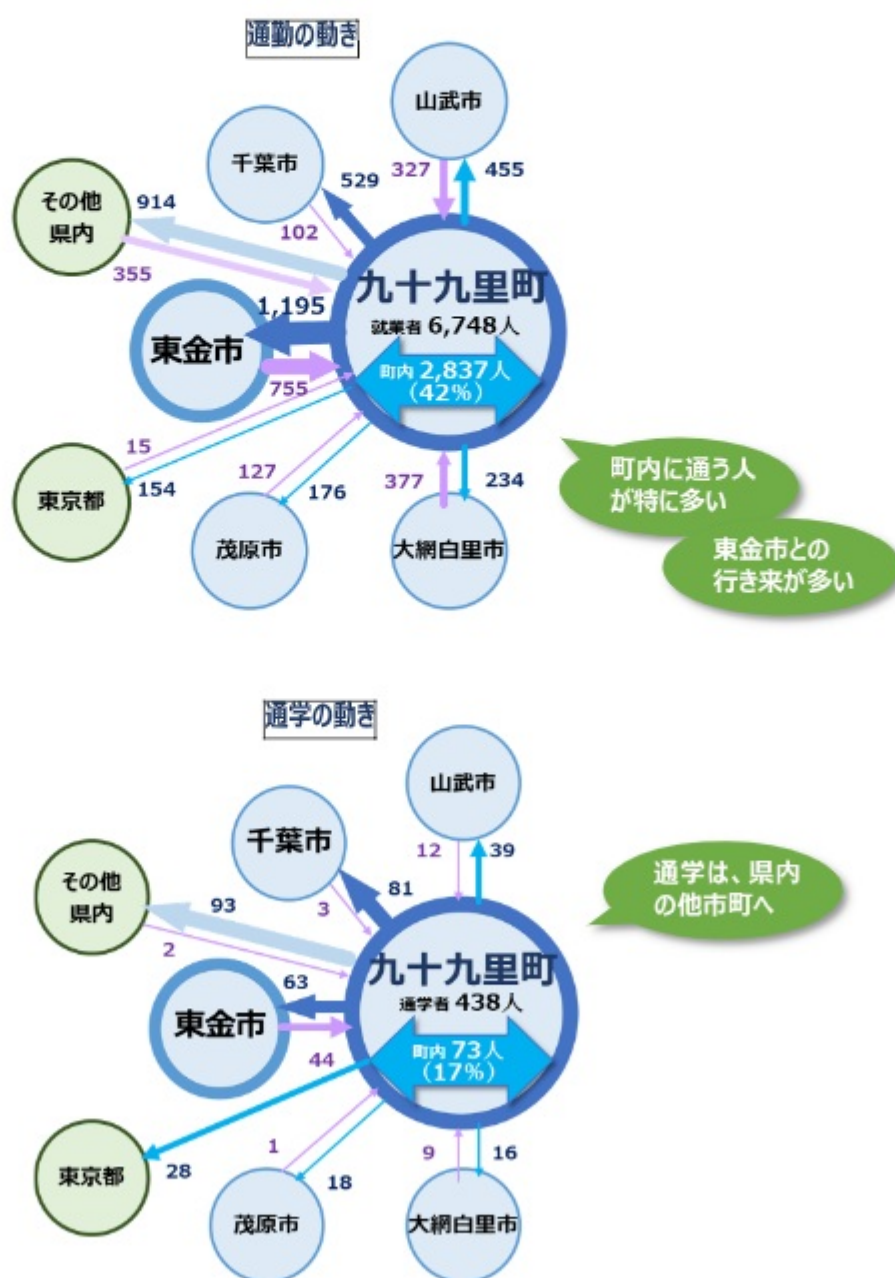 通勤の動き
山武市
千葉市
327
455
529
その他
県内
914
102
355
九十九里町
就業者 6,748人
1,195
東金市
町内 2,837人
(42%)
755
15
154
東京都
127
176
茂原市
377
234
大網白里市
町内に通う人
が特に多い
東金市との
行き来が多い
通学の動き
山武市
千葉市
12
39
81
3
その他
県内
93
2
通学は、県内
の他市町へ
九十九里町
通学者 438人
63
東金市
町内 73人
(17%)
44
東京都
28
1
18
茂原市
9
16
大網白里市